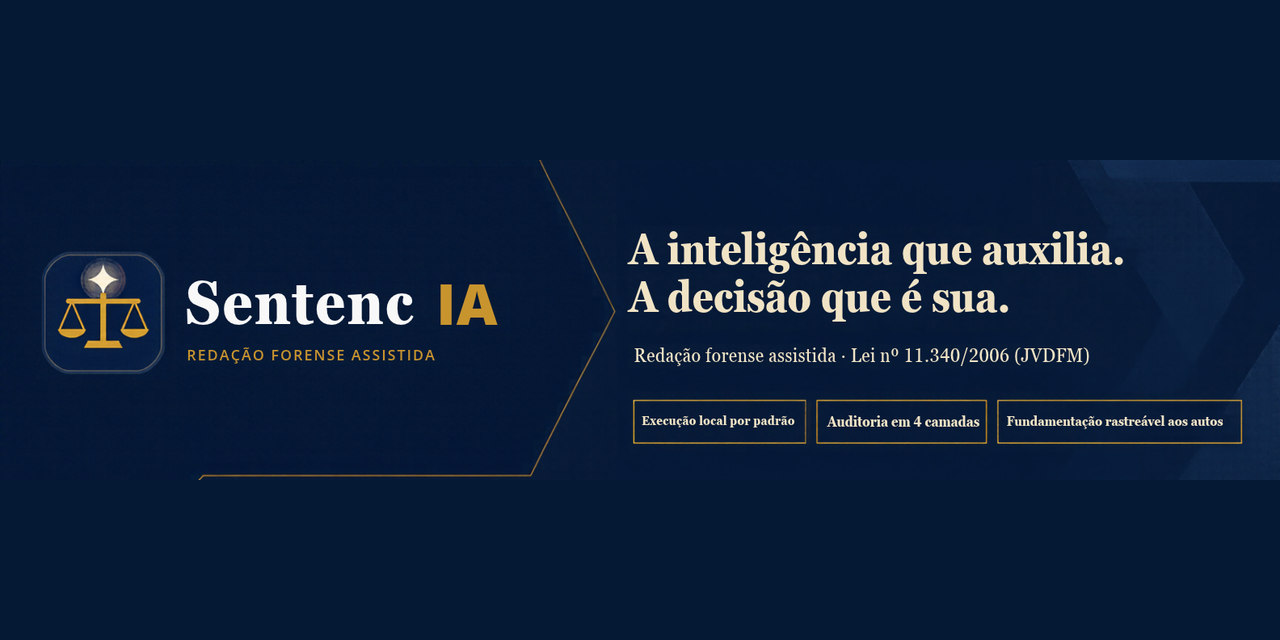 Sentenc IA
REDAÇÃO FORENSE ASSISTIDA
A inteligência que auxilia.
A decisão que é sua.
Redação forense assistida · Lei nº 11.340/2006 (JVDFM)
Execução local por padrão
Auditoria em 4 camadas
Fundamentação rastreável aos autos